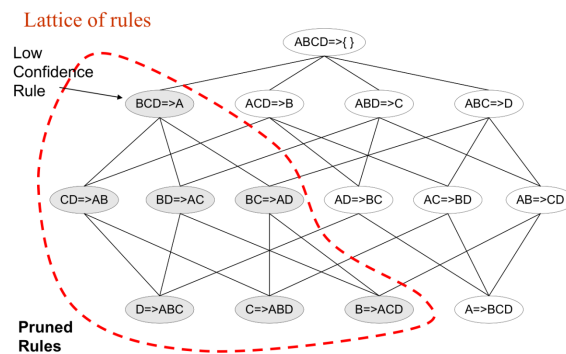 Lattice of rules
ABCD=>{ }
Low
Confidence
Rule
BCD=>A
ACD=>B
ABD=>C
ABC=>D
CD=>AB
BD=>AC
BC=>AD
AD=>BC
AC=>BD
AB=>CD
D=>ABC
C=>ABD
B=>ACD
A=>BCD
Pruned
Rules